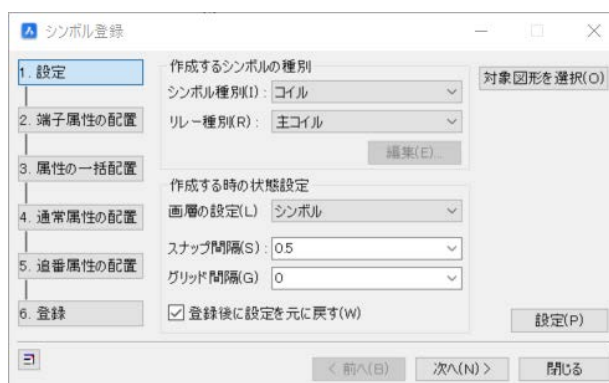 シンボル登録
1. 設定
2. 端子属性の配置
3. 属性の一括配置
4. 通常属性の配置
5. 追番属性の配置
6. 登録
作成するシンボルの種別
シンボル種別(I): コイル
リレー種別(R): 主コイル
編集(E)...
作成する時の状態設定
画層の設定(L) シンボル
スナップ間隔(S): 0.5
グリッド間隔(G) 0
登録後に設定を元に戻す(W)
対象図形を選択(O)
設定(P)
< 前へ(B)
次へ(N) >
閉じる